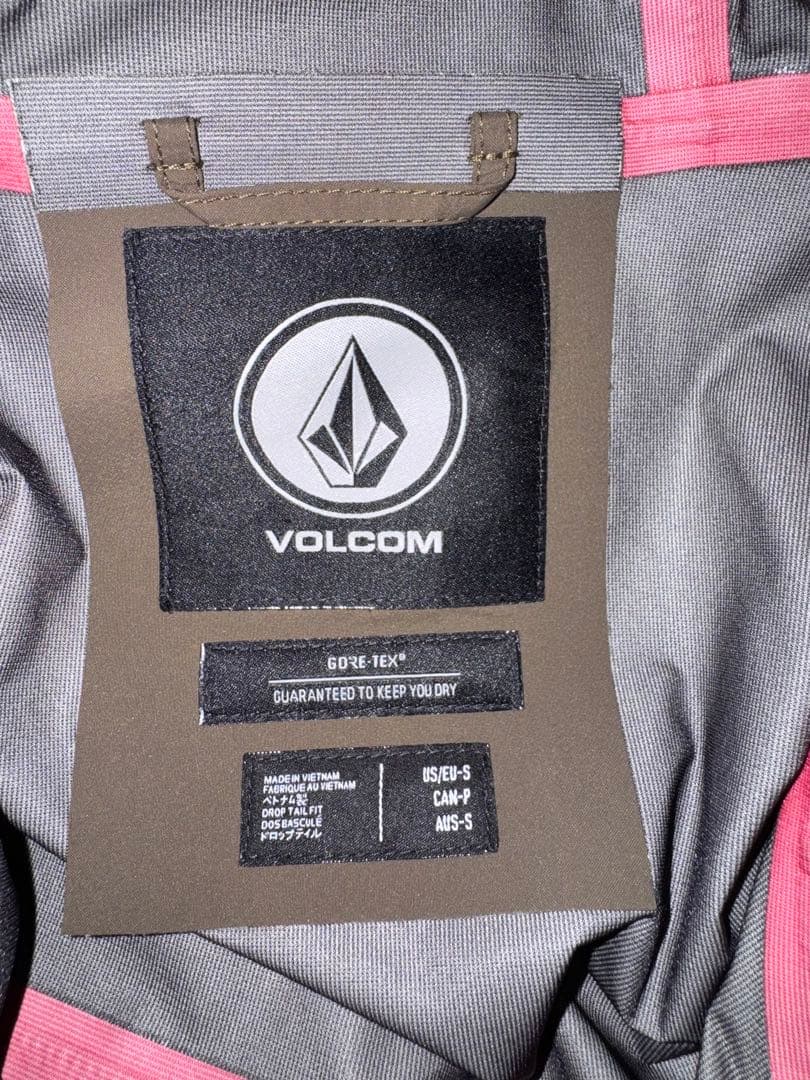 VOLCOM
GORE-TEX®
GUARANTEED TO KEEP YOU DRY
MADE IN VIETNAM
FABRIQUE AU VIETNAM
ベトナム製
DROP TAIL FIT
DOS BASCULÉ
ドロップテイル
US/EU-S
CAN-P
AUS-S